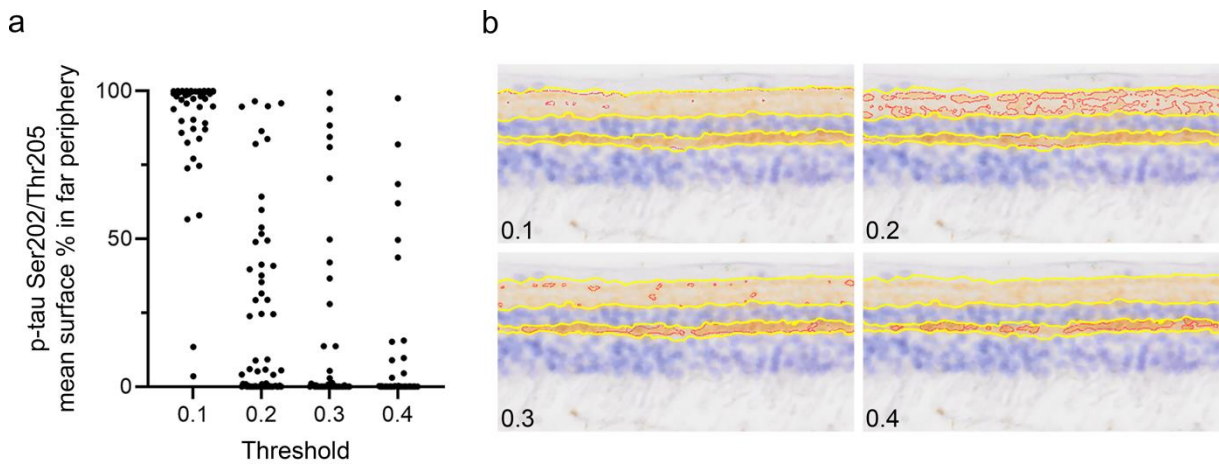 a
b
p-tau Ser202/Thr205
mean surface % in far periphery
100
50
0
0.1
0.2
0.3
0.4
Threshold
0.1
0.2
0.3
0.4